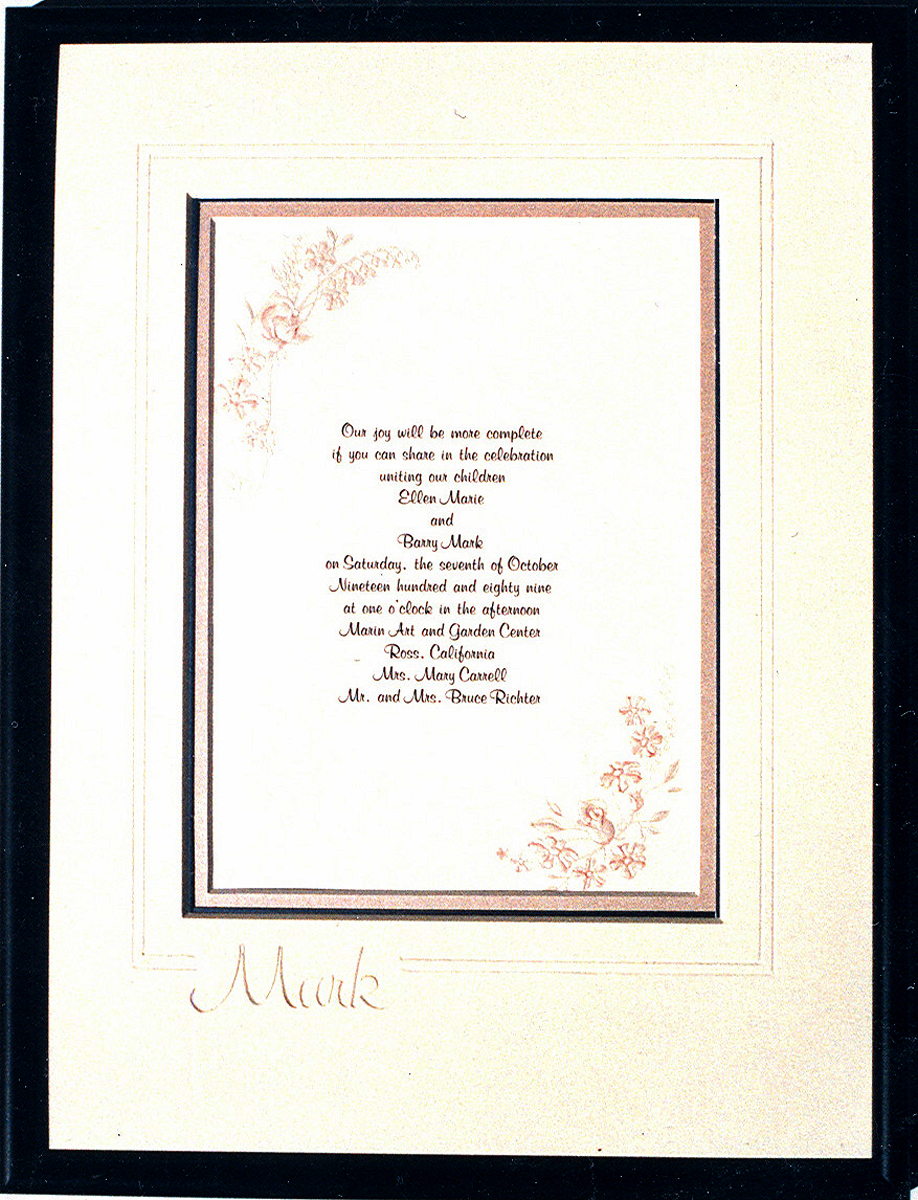 Our joy will be more complete
if you can share in the celebration
uniting our children
Ellen Marie
and
Barry Mark
on Saturday, the seventh of October
Nineteen hundred and eighty nine
at one o'clock in the afternoon
Marin Art and Garden Center
Ross, California
Mrs. Mary Carrell
Mr. and Mrs. Bruce Richter
Mark